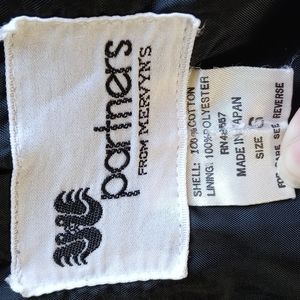 partners
FROM MERVYN'S
SHELL: 100% COTTON
LINING: 100% POLYESTER
MADE IN JAPAN
SIZE
FOR CARE SEE REVERSE